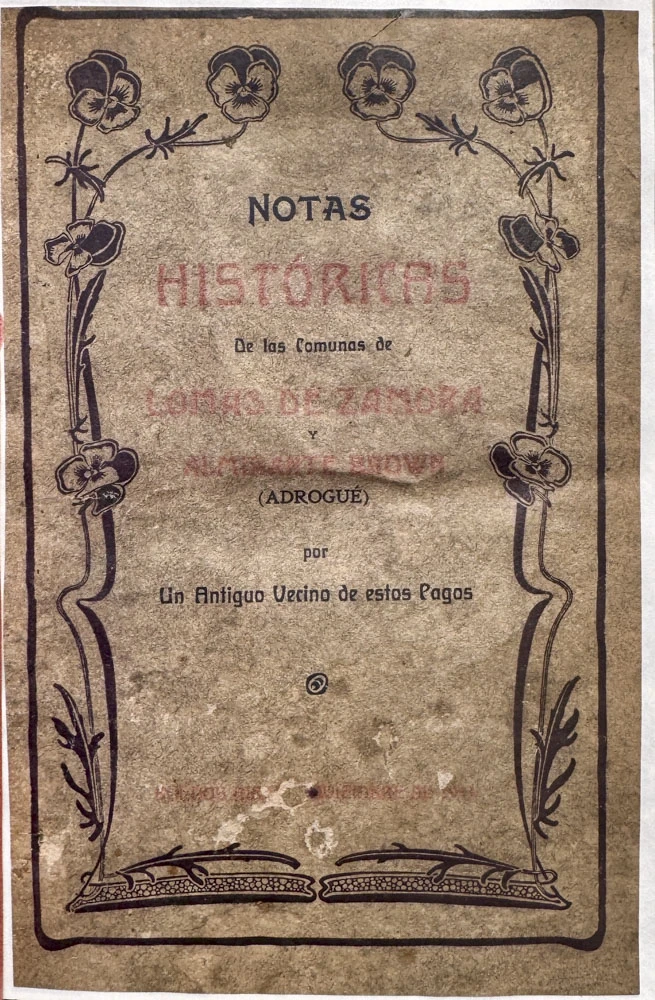 NOTAS
HISTÓRICAS
De las Comunas de
LOMAS DE ZAMORA
Y
ALMIRANTE BROWN
(ADROGUÉ)
por
Un Antiguo Vecino de estos Pagos